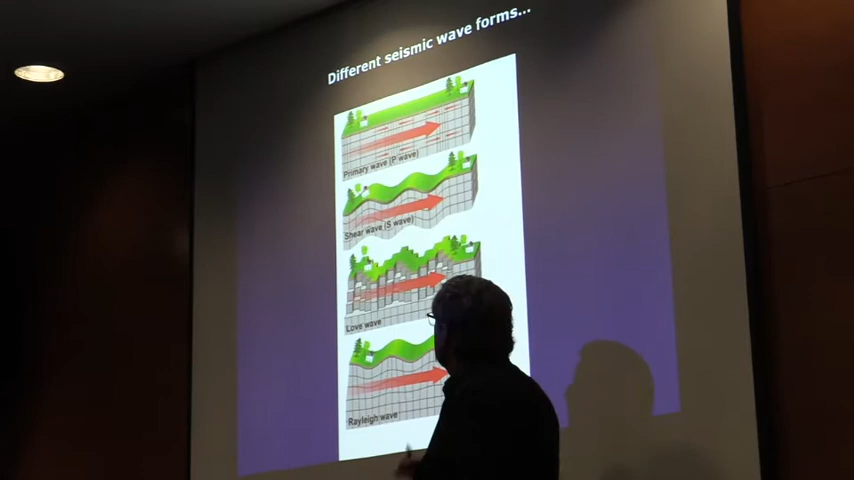 Different seismic wave forms...
Primary wave (P wave)
Shear wave (S wave)
Love wave
Rayleigh wave